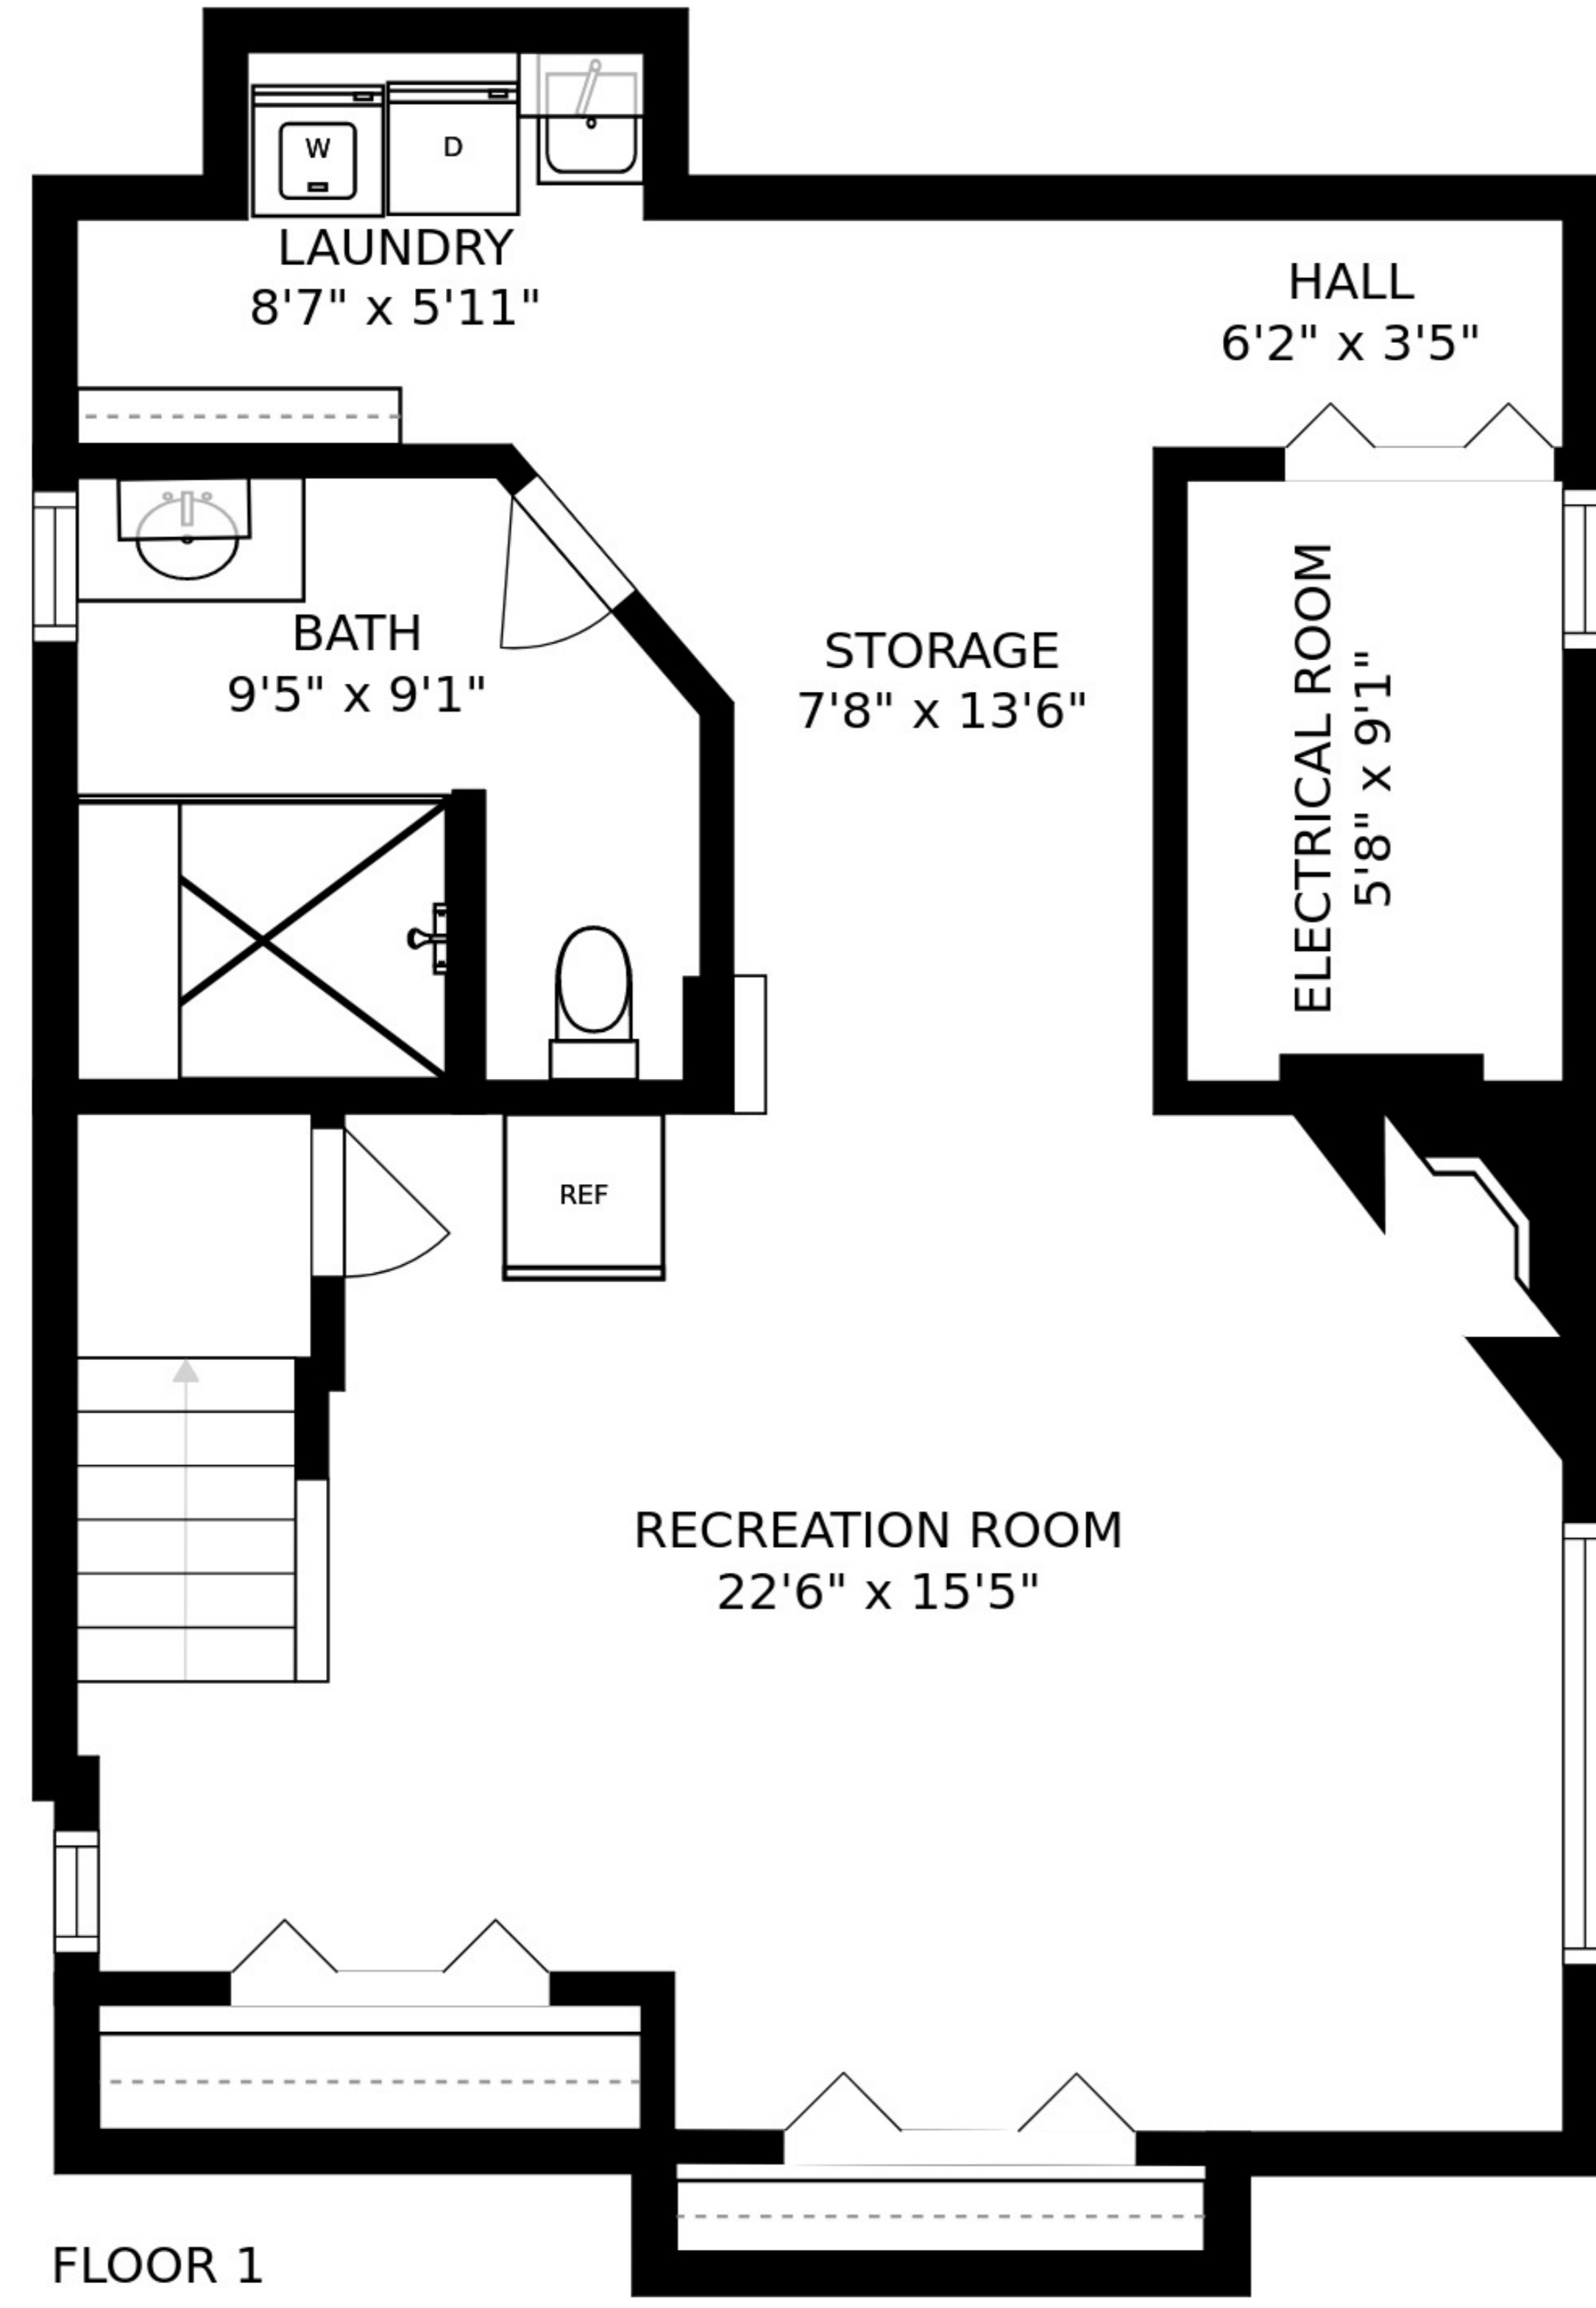 W
D
LAUNDRY
8'7" x 5'11"
HALL
6'2" x 3'5"
BATH
9'5" x 9'1"
STORAGE
7'8" x 13'6"
ELECTRICAL ROOM
5'8" x 9'1"
REF
RECREATION ROOM
22'6" x 15'5"
FLOOR 1